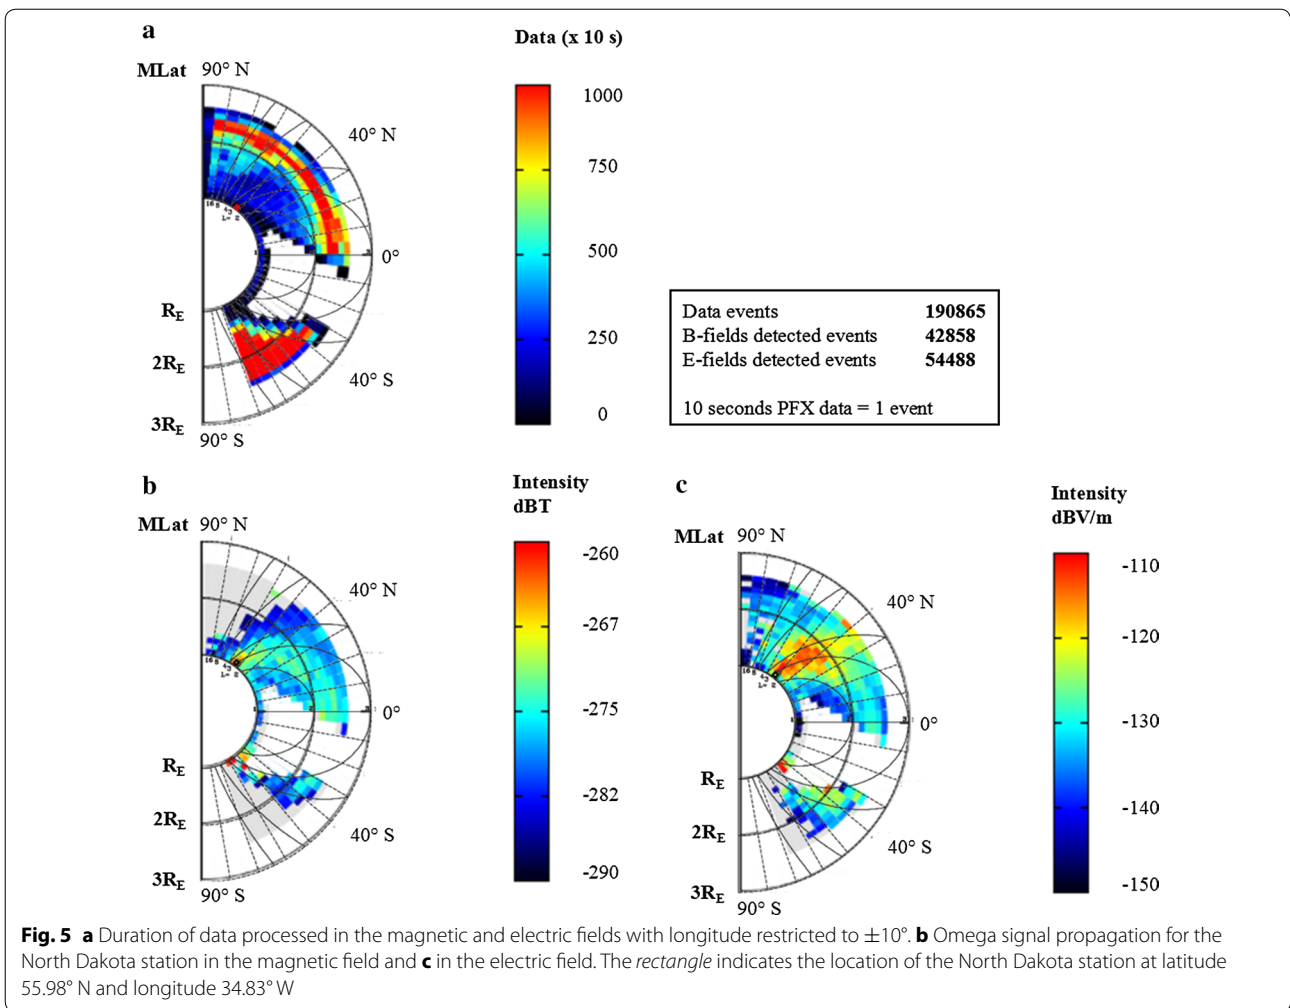 a
Data (x 10 s)
MLat 90° N
1000
40° N
750
500
0°
RE
250
2RE
40° S
0
3RE
90° S
Data events 190865
B-fields detected events 42858
E-fields detected events 54488
10 seconds PFX data = 1 event
b
Intensity
dBT
MLat 90° N
-260
40° N
-267
-275
0°
RE
-282
2RE
40° S
-290
3RE
90° S
c
Intensity
dBV/m
MLat 90° N
-110
40° N
-120
-130
0°
RE
-140
2RE
40° S
-150
3RE
90° S
Fig. 5 a Duration of data processed in the magnetic and electric fields with longitude restricted to ±10°. b Omega signal propagation for the
North Dakota station in the magnetic field and c in the electric field. The rectangle indicates the location of the North Dakota station at latitude
55.98° N and longitude 34.83° W